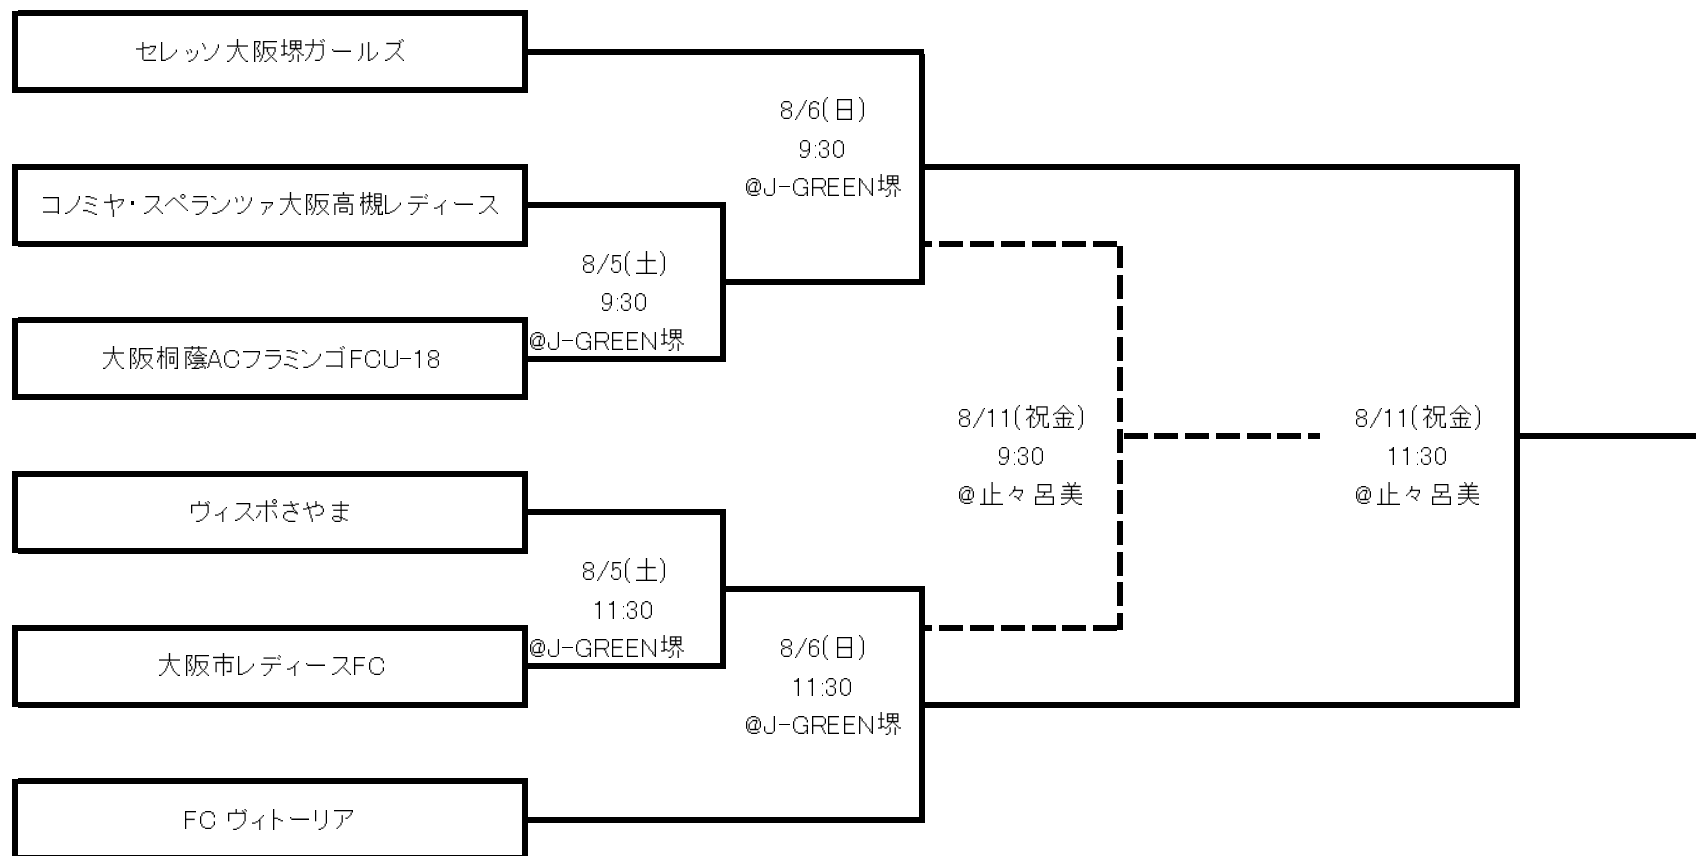 セレッソ大阪堺ガールズ
8/6(日)
9:30
@J-GREEN堺
コノミヤ・スペランツァ大阪高槻レディース
8/5(土)
9:30
@J-GREEN堺
大阪桐蔭ACフラミンゴFCU-18
8/11(祝金)
9:30
@止々呂美
8/11(祝金)
11:30
@止々呂美
ヴィスポさやま
8/5(土)
11:30
@J-GREEN堺
大阪市レディースFC
8/6(日)
11:30
@J-GREEN堺
FC ヴィトーリア